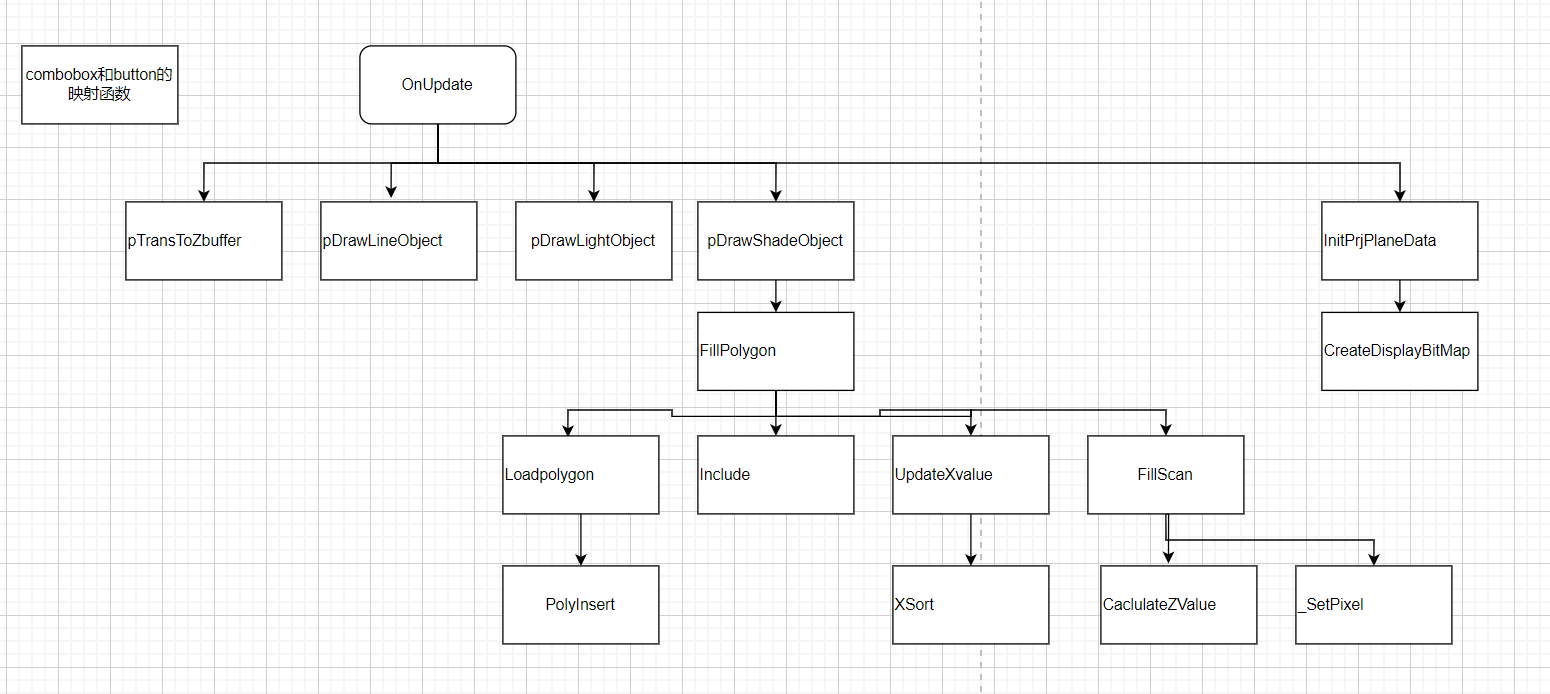 combobox和button的
映射函数
OnUpdate
pTransToZbuffer
pDrawLineObject
pDrawLightObject
pDrawShadeObject
InitPrjPlaneData
FillPolygon
CreateDisplayBitMap
Loadpolygon
Include
UpdateXvalue
FillScan
PolyInsert
XSort
CaclulateZValue
_SetPixel